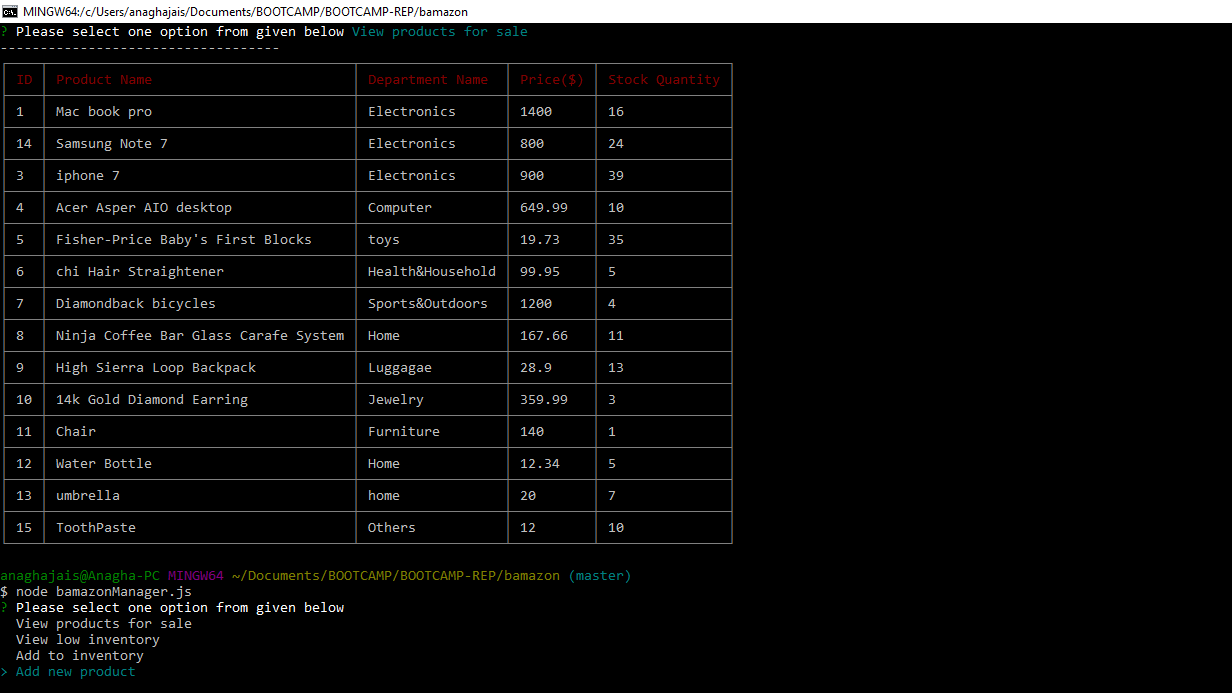 MINGW64:/c/Users/anaghajais/Documents/BOOTCAMP/BOOTCAMP-REP/bamazon
? Please select one option from given below View products for sale
-----------------------------------
ID Product Name Department Name Price($) Stock Quantity
1 Mac book pro Electronics 1400 16
14 Samsung Note 7 Electronics 800 24
3 iphone 7 Electronics 900 39
4 Acer Asper AIO desktop Computer 649.99 10
5 Fisher-Price Baby's First Blocks toys 19.73 35
6 chi Hair Straightener Health&Household 99.95 5
7 Diamondback bicycles Sports&Outdoors 1200 4
8 Ninja Coffee Bar Glass Carafe System Home 167.66 11
9 High Sierra Loop Backpack Luggagae 28.9 13
10 14k Gold Diamond Earring Jewelry 359.99 3
11 Chair Furniture 140 1
12 Water Bottle Home 12.34 5
13 umbrella home 20 7
15 ToothPaste Others 12 10
anaghajais@Anagha-PC MINGW64 ~/Documents/BOOTCAMP/BOOTCAMP-REP/bamazon (master)
$ node bamazonManager.js
? Please select one option from given below
View products for sale
View low inventory
Add to inventory
> Add new product